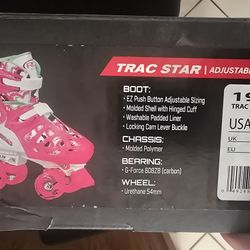 TRAC STAR | ADJUSTABL
19
TRAC
BOOT:
• EZ Push Button Adjustable Sizing
• Molded Shell with Hinged Cuff
• Washable Padded Liner
• Locking Cam Lever Buckle
USA
UK
EU
CHASSIS:
Molded Polymer
BEARING:
• G-Force 608ZB [carbon]
WHEEL:
• Urethane 54mm